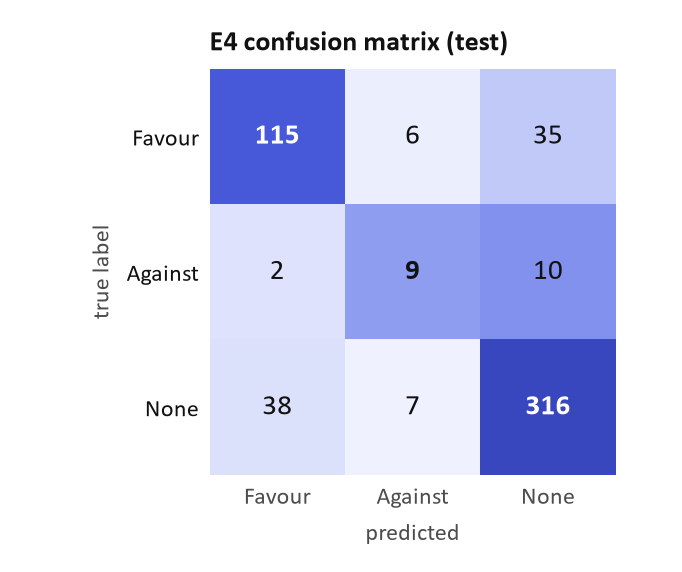 E4 confusion matrix (test)
Favour 115 6 35
Against 2 9 10
None 38 7 316
true label
Favour Against None
predicted